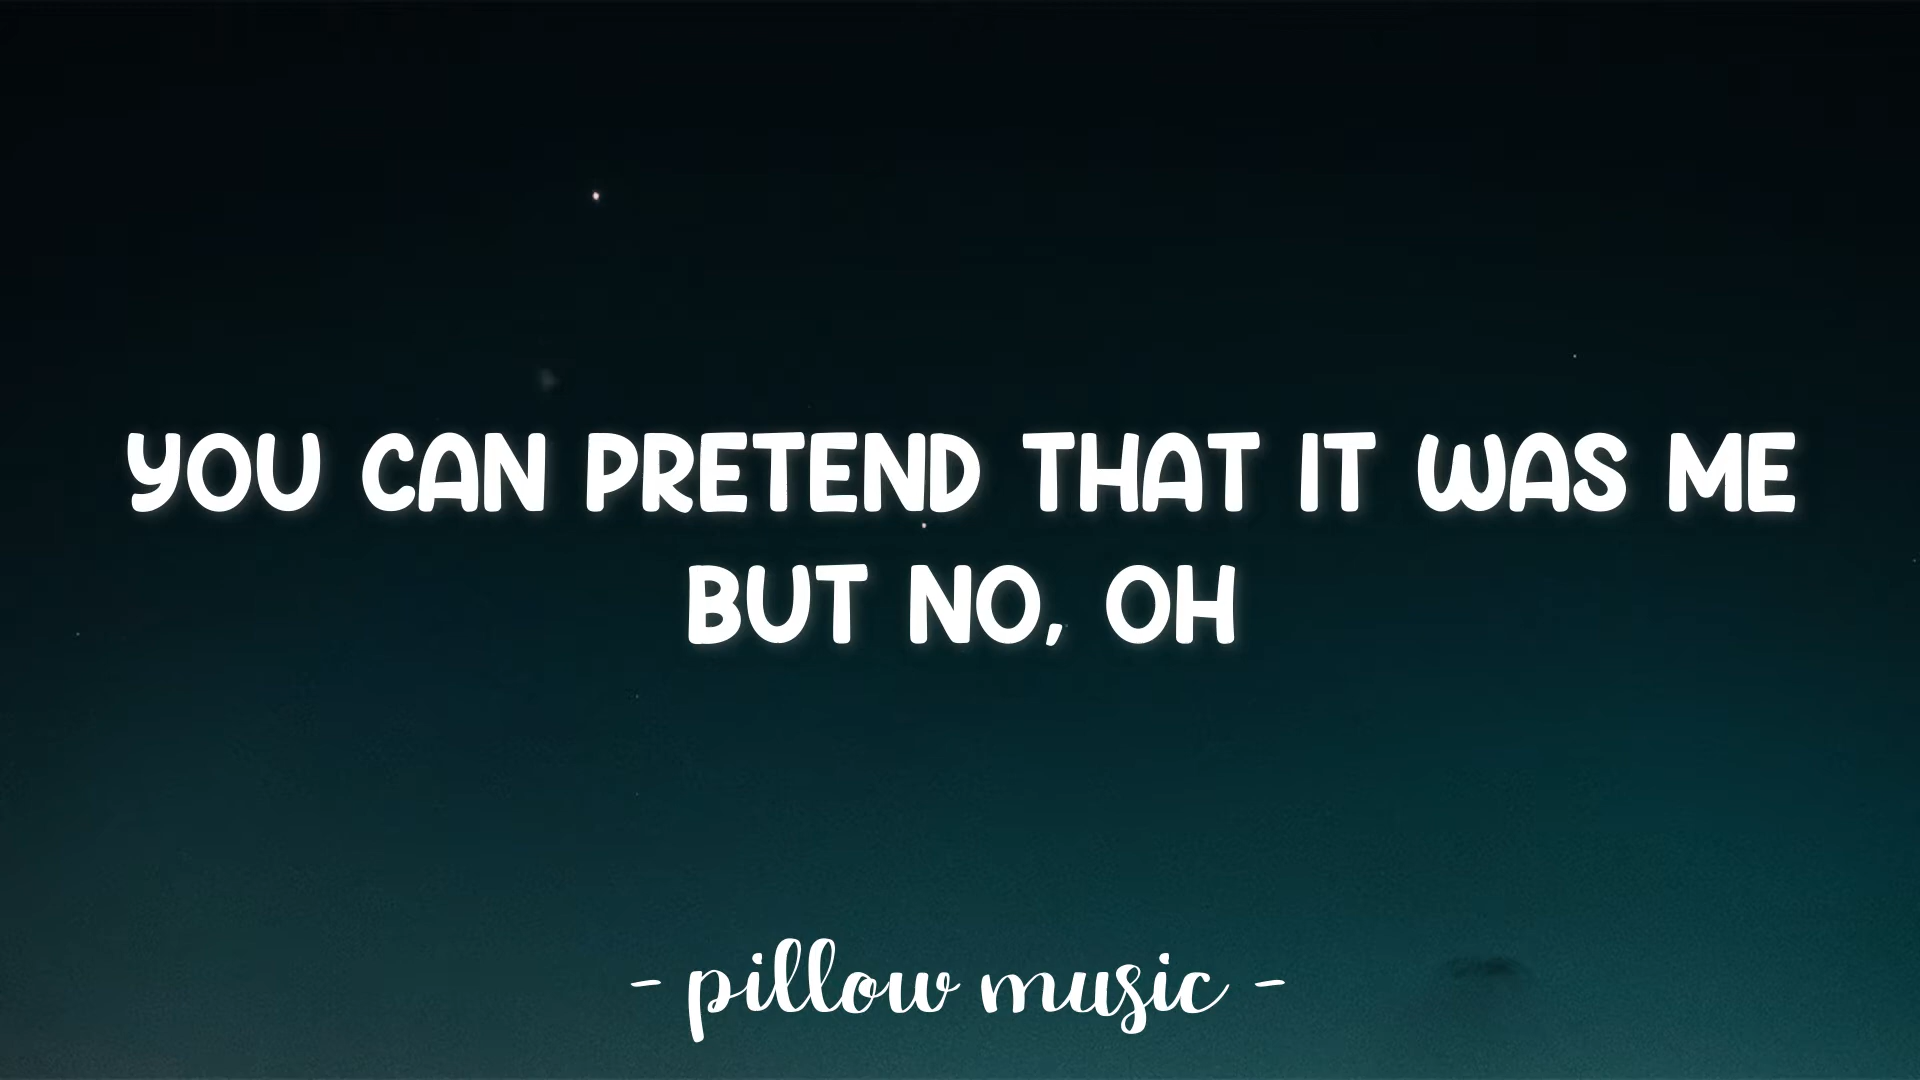 YOU CAN PRETEND THAT IT WAS ME
BUT NO, OH
- pillow music -